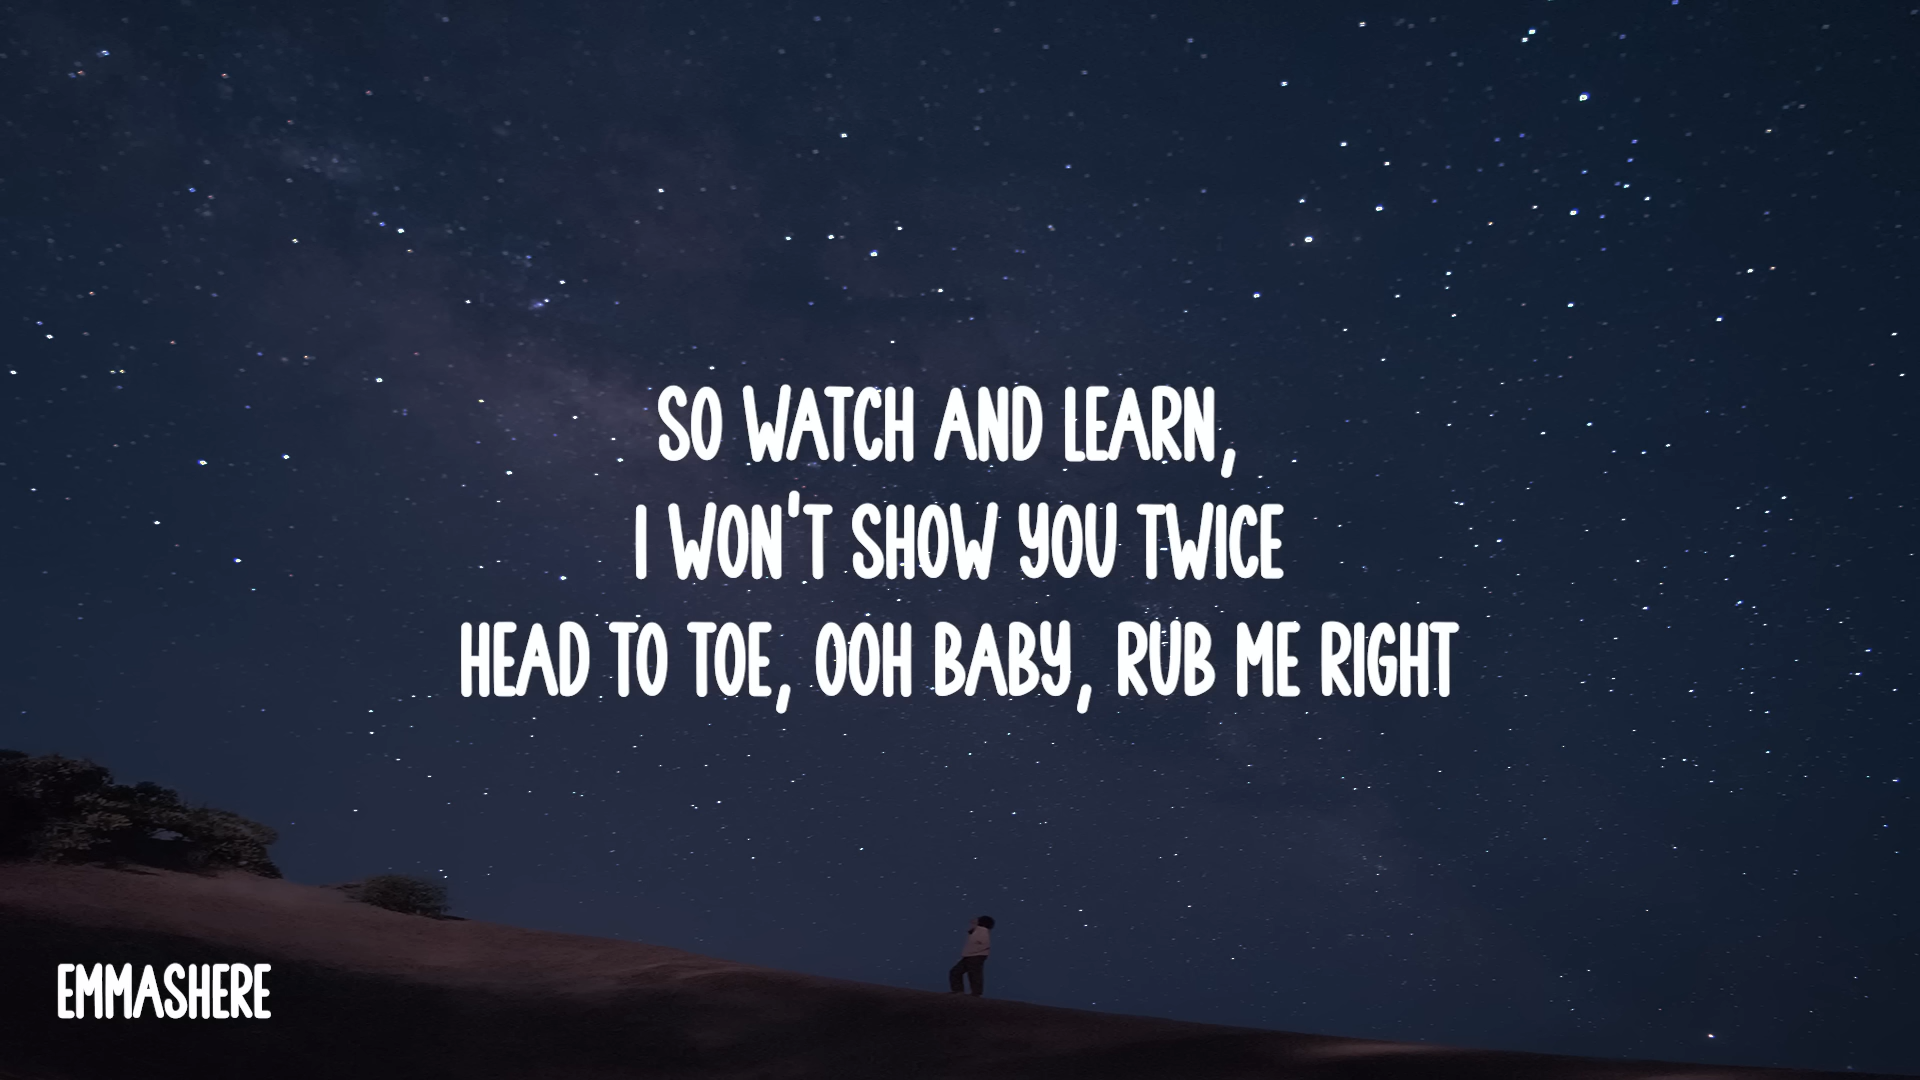 SO WATCH AND LEARN,
I WON'T SHOW YOU TWICE
HEAD TO TOE, OOH BABY, RUB ME RIGHT
EMMASHERE